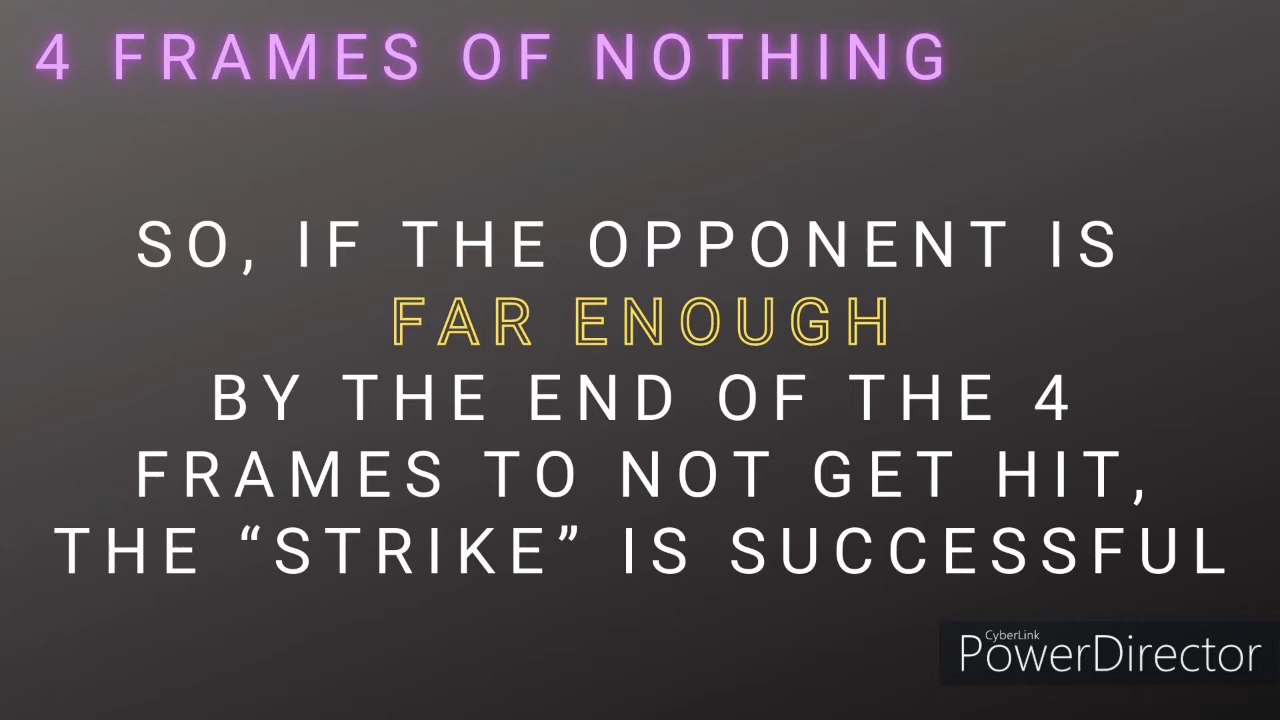 4 FRAMES OF NOTHING
SO, IF THE OPPONENT IS
FAR ENOUGH
BY THE END OF THE 4
FRAMES TO NOT GET HIT,
THE “STRIKE” IS SUCCESSFUL
CyberLink
PowerDirector